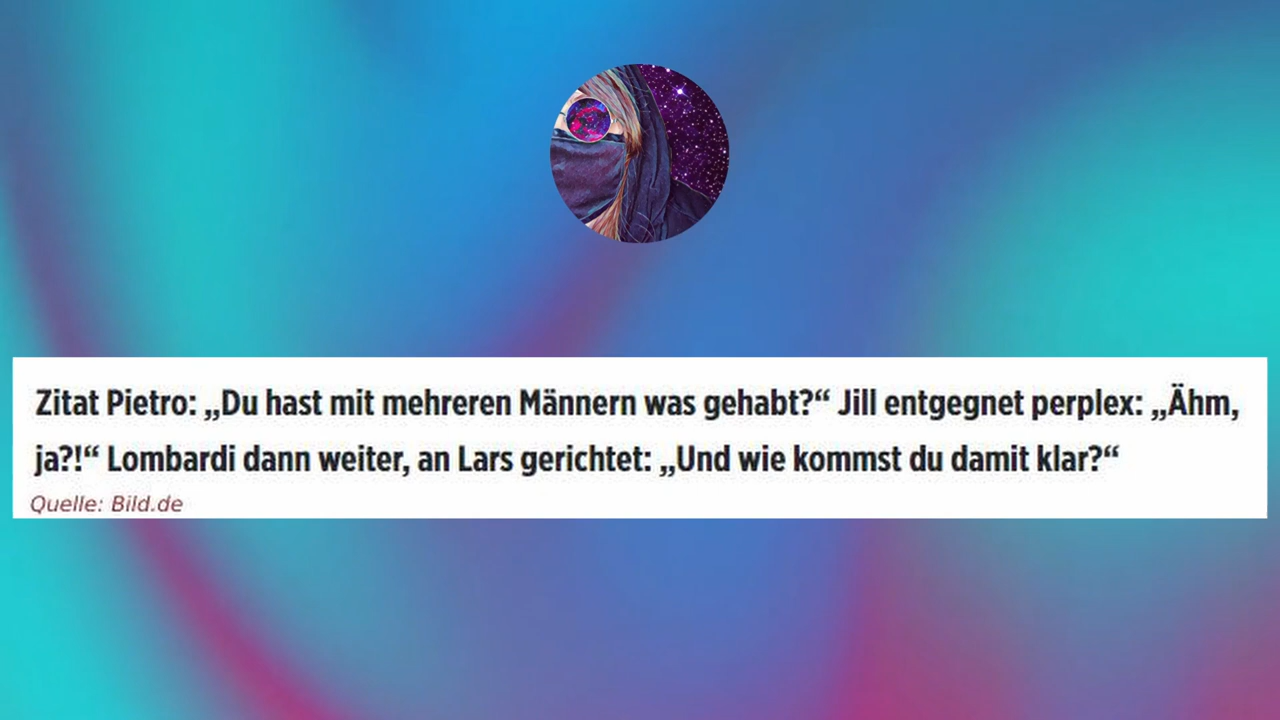 Zitat Pietro: „Du hast mit mehreren Männern was gehabt?“ Jill entgegnet perplex: „Ähm,
ja?!“ Lombardi dann weiter, an Lars gerichtet: „Und wie kommst du damit klar?“
Quelle: Bild.de